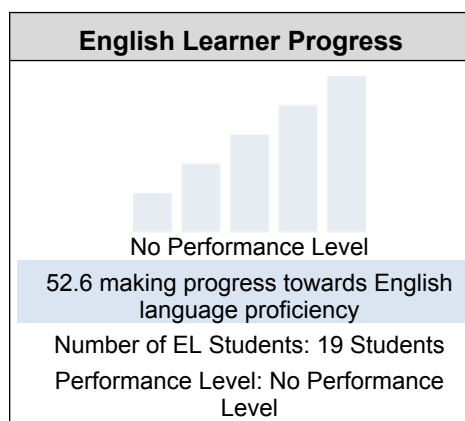 English Learner Progress
No Performance Level
52.6 making progress towards English
language proficiency
Number of EL Students: 19 Students
Performance Level: No Performance
Level